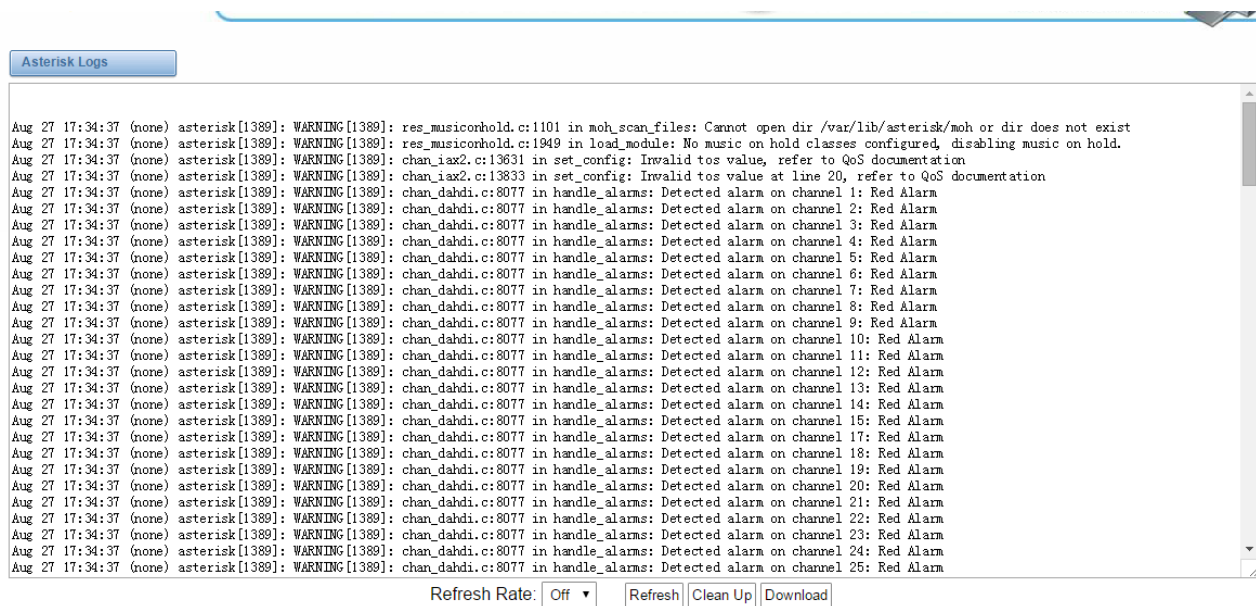 Asterisk Logs
Aug 27 17:34:37 (none) asterisk[1389]: WARNING[1389]: res_musiconhold.c:1101 in moh_scan_files: Cannot open dir /var/lib/asterisk/moh or dir does not exist
Aug 27 17:34:37 (none) asterisk[1389]: WARNING[1389]: res_musiconhold.c:1949 in load_module: No music on hold classes configured, disabling music on hold.
Aug 27 17:34:37 (none) asterisk[1389]: WARNING[1389]: chan_iax2.c:13631 in set_config: Invalid tos value, refer to QoS documentation
Aug 27 17:34:37 (none) asterisk[1389]: WARNING[1389]: chan_iax2.c:13833 in set_config: Invalid tos value at line 20, refer to QoS documentation
Aug 27 17:34:37 (none) asterisk[1389]: WARNING[1389]: chan_dahdi.c:8077 in handle_alarms: Detected alarm on channel 1: Red Alarm
Aug 27 17:34:37 (none) asterisk[1389]: WARNING[1389]: chan_dahdi.c:8077 in handle_alarms: Detected alarm on channel 2: Red Alarm
Aug 27 17:34:37 (none) asterisk[1389]: WARNING[1389]: chan_dahdi.c:8077 in handle_alarms: Detected alarm on channel 3: Red Alarm
Aug 27 17:34:37 (none) asterisk[1389]: WARNING[1389]: chan_dahdi.c:8077 in handle_alarms: Detected alarm on channel 4: Red Alarm
Aug 27 17:34:37 (none) asterisk[1389]: WARNING[1389]: chan_dahdi.c:8077 in handle_alarms: Detected alarm on channel 5: Red Alarm
Aug 27 17:34:37 (none) asterisk[1389]: WARNING[1389]: chan_dahdi.c:8077 in handle_alarms: Detected alarm on channel 6: Red Alarm
Aug 27 17:34:37 (none) asterisk[1389]: WARNING[1389]: chan_dahdi.c:8077 in handle_alarms: Detected alarm on channel 7: Red Alarm
Aug 27 17:34:37 (none) asterisk[1389]: WARNING[1389]: chan_dahdi.c:8077 in handle_alarms: Detected alarm on channel 8: Red Alarm
Aug 27 17:34:37 (none) asterisk[1389]: WARNING[1389]: chan_dahdi.c:8077 in handle_alarms: Detected alarm on channel 9: Red Alarm
Aug 27 17:34:37 (none) asterisk[1389]: WARNING[1389]: chan_dahdi.c:8077 in handle_alarms: Detected alarm on channel 10: Red Alarm
Aug 27 17:34:37 (none) asterisk[1389]: WARNING[1389]: chan_dahdi.c:8077 in handle_alarms: Detected alarm on channel 11: Red Alarm
Aug 27 17:34:37 (none) asterisk[1389]: WARNING[1389]: chan_dahdi.c:8077 in handle_alarms: Detected alarm on channel 12: Red Alarm
Aug 27 17:34:37 (none) asterisk[1389]: WARNING[1389]: chan_dahdi.c:8077 in handle_alarms: Detected alarm on channel 13: Red Alarm
Aug 27 17:34:37 (none) asterisk[1389]: WARNING[1389]: chan_dahdi.c:8077 in handle_alarms: Detected alarm on channel 14: Red Alarm
Aug 27 17:34:37 (none) asterisk[1389]: WARNING[1389]: chan_dahdi.c:8077 in handle_alarms: Detected alarm on channel 15: Red Alarm
Aug 27 17:34:37 (none) asterisk[1389]: WARNING[1389]: chan_dahdi.c:8077 in handle_alarms: Detected alarm on channel 17: Red Alarm
Aug 27 17:34:37 (none) asterisk[1389]: WARNING[1389]: chan_dahdi.c:8077 in handle_alarms: Detected alarm on channel 18: Red Alarm
Aug 27 17:34:37 (none) asterisk[1389]: WARNING[1389]: chan_dahdi.c:8077 in handle_alarms: Detected alarm on channel 19: Red Alarm
Aug 27 17:34:37 (none) asterisk[1389]: WARNING[1389]: chan_dahdi.c:8077 in handle_alarms: Detected alarm on channel 20: Red Alarm
Aug 27 17:34:37 (none) asterisk[1389]: WARNING[1389]: chan_dahdi.c:8077 in handle_alarms: Detected alarm on channel 21: Red Alarm
Aug 27 17:34:37 (none) asterisk[1389]: WARNING[1389]: chan_dahdi.c:8077 in handle_alarms: Detected alarm on channel 22: Red Alarm
Aug 27 17:34:37 (none) asterisk[1389]: WARNING[1389]: chan_dahdi.c:8077 in handle_alarms: Detected alarm on channel 23: Red Alarm
Aug 27 17:34:37 (none) asterisk[1389]: WARNING[1389]: chan_dahdi.c:8077 in handle_alarms: Detected alarm on channel 24: Red Alarm
Aug 27 17:34:37 (none) asterisk[1389]: WARNING[1389]: chan_dahdi.c:8077 in handle_alarms: Detected alarm on channel 25: Red Alarm
Refresh Rate: Off Refresh Clean Up Download